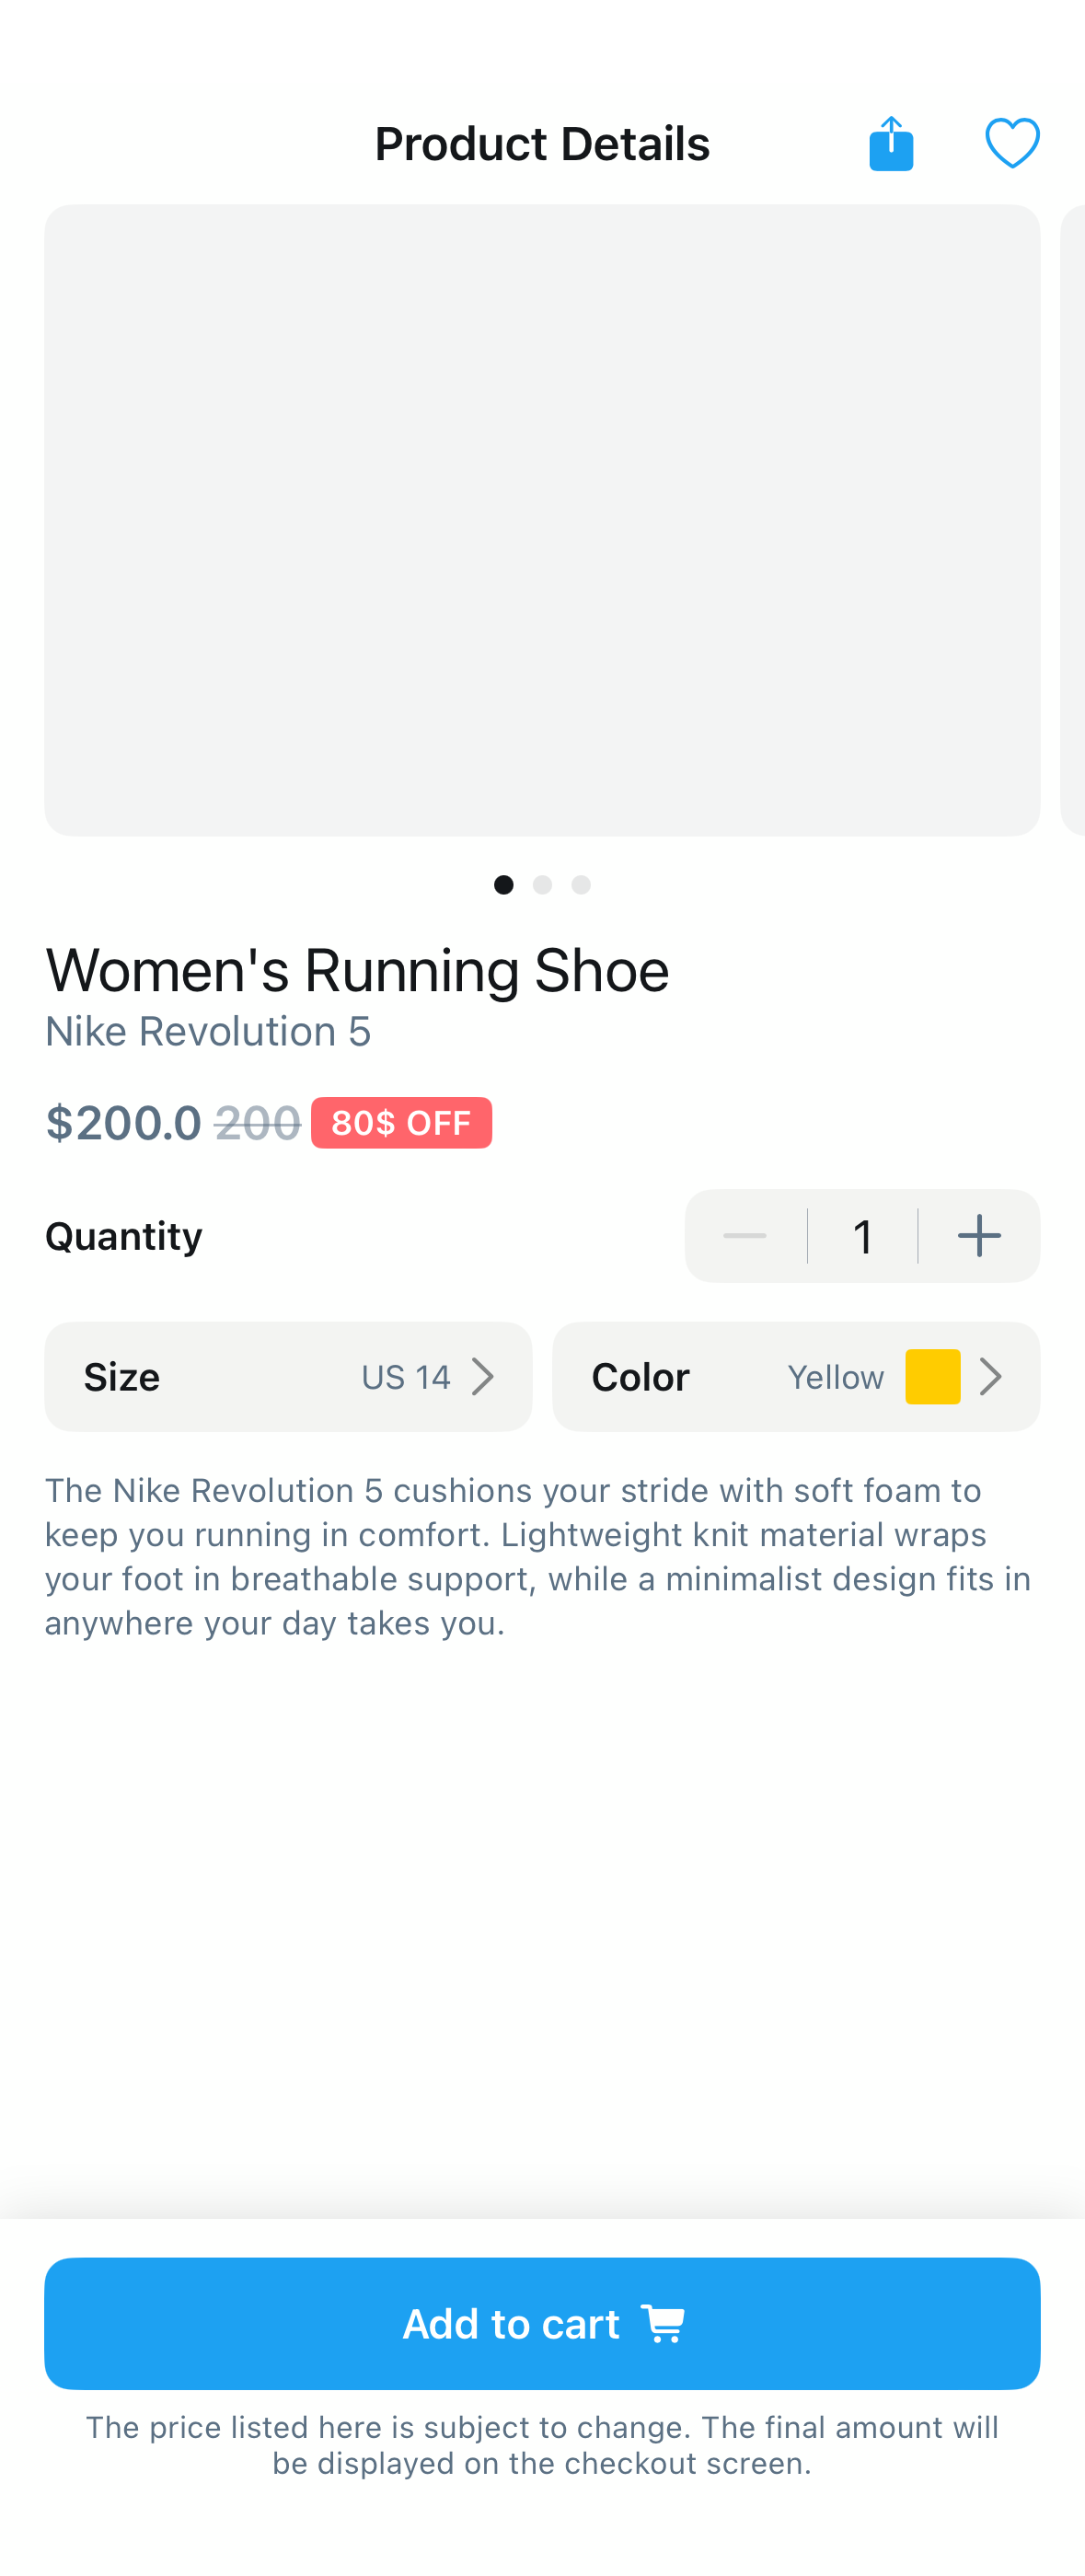 Product Details
Women's Running Shoe
Nike Revolution 5
$200.0 200 80$ OFF
Quantity 1
Size US 14 Color Yellow
The Nike Revolution 5 cushions your stride with soft foam to
keep you running in comfort. Lightweight knit material wraps
your foot in breathable support, while a minimalist design fits in
anywhere your day takes you.
Add to cart
The price listed here is subject to change. The final amount will
be displayed on the checkout screen.